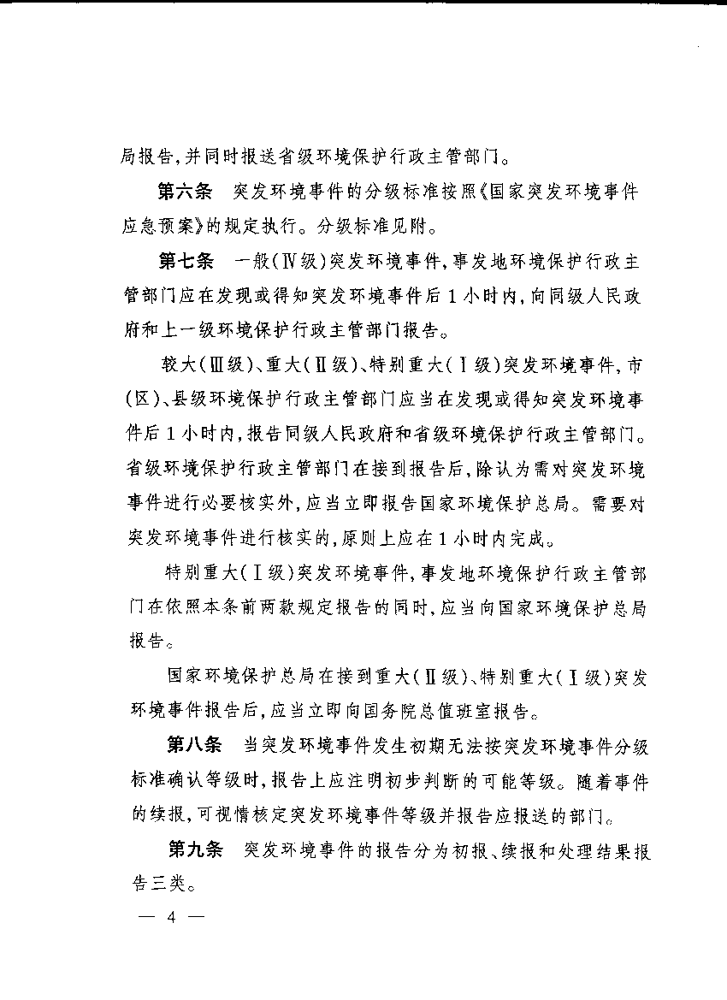 局报告,并同时报送省级环境保护行政主管部门。
第六条 突发环境事件的分级标准按照《国家突发环境事件
应急预案》的规定执行。分级标准见附。
第七条 一般(Ⅳ级)突发环境事件,事发地环境保护行政主
管部门应在发现或得知突发环境事件后1小时内,向同级人民政
府和上一级环境保护行政主管部门报告。
较大(Ⅲ级)、重大(Ⅱ级)、特别重大(Ⅰ级)突发环境事件,市
(区)、县级环境保护行政主管部门应当在发现或得知突发环境事
件后1小时内,报告同级人民政府和省级环境保护行政主管部门。
省级环境保护行政主管部门在接到报告后,除认为需对突发环境
事件进行必要核实外,应当立即报告国家环境保护总局。需要对
突发环境事件进行核实的,原则上应在1小时内完成。
特别重大(Ⅰ级)突发环境事件,事发地环境保护行政主管部
门在依照本条前两款规定报告的同时,应当向国家环境保护总局
报告。
国家环境保护总局在接到重大(Ⅱ级)、特别重大(Ⅰ级)突发
环境事件报告后,应当立即向国务院总值班室报告。
第八条 当突发环境事件发生初期无法按突发环境事件分级
标准确认等级时,报告上应注明初步判断的可能等级。随着事件
的续报,可视情核定突发环境事件等级并报告应报送的部门。
第九条 突发环境事件的报告分为初报、续报和处理结果报
告三类。
— 4 —